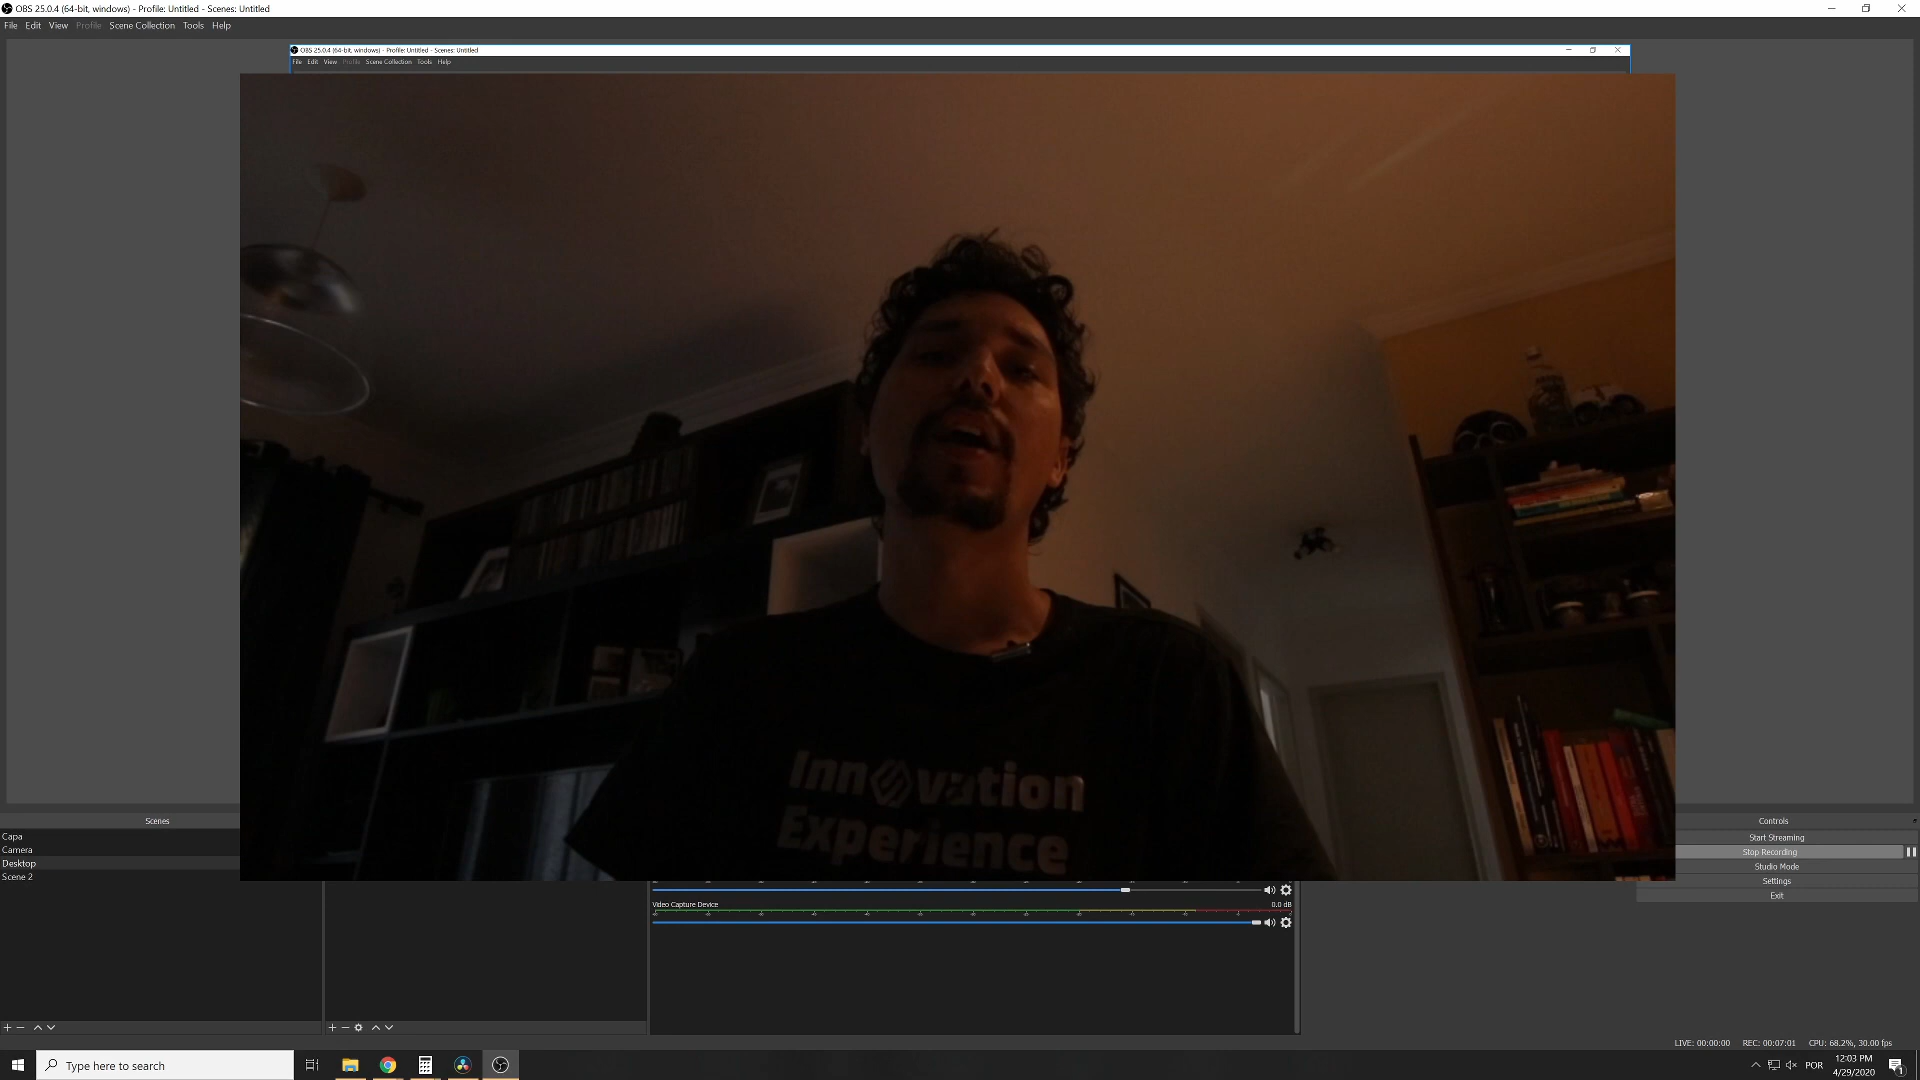 OBS 25.0.4 (64-bit, windows) - Profile: Untitled - Scenes: Untitled
File Edit View Profile Scene Collection Tools Help
OBS 25.0.4 (64-bit, windows) - Profile: Untitled - Scenes: Untitled
File Edit View Profile Scene Collection Tools Help
Innovation
Experience
Scenes
Capa
Camera
Desktop
Scene 2
Video Capture Device 0.0 dB
Controls
Start Streaming
Stop Recording
Studio Mode
Settings
Exit
LIVE: 00:00:00 REC: 00:07:01 CPU: 68.2%, 30.00 fps
Type here to search
POR
12:03 PM
4/29/2020
1